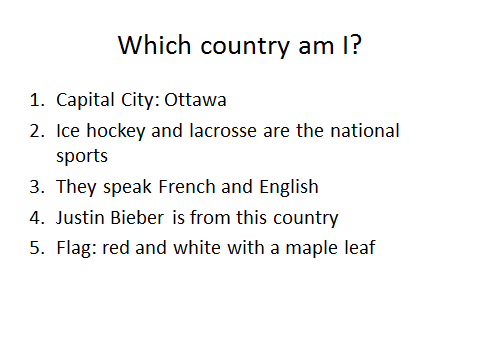 Which country am I?
1. Capital City: Ottawa
2. Ice hockey and lacrosse are the national
sports
3. They speak French and English
4. Justin Bieber is from this country
5. Flag: red and white with a maple leaf